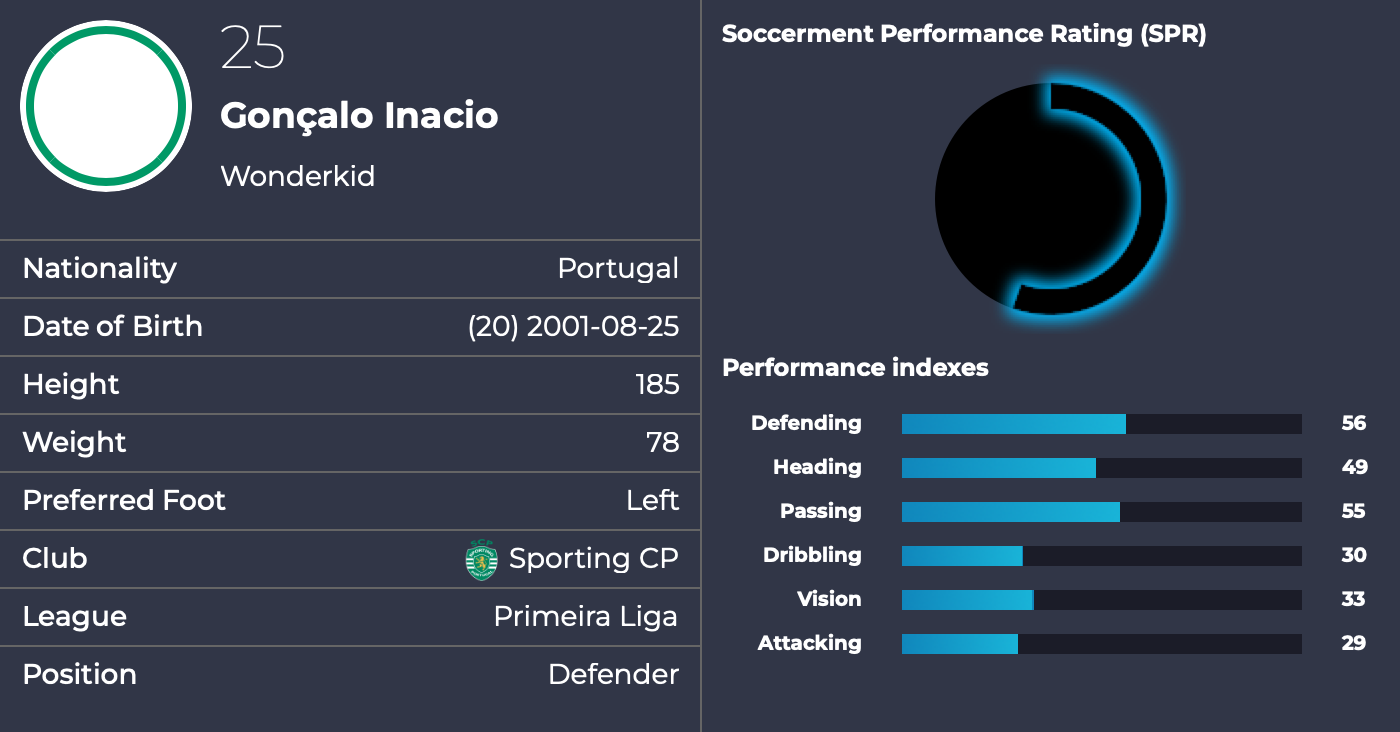 25
Gonçalo Inacio
Wonderkid
Nationality Portugal
Date of Birth (20) 2001-08-25
Height 185
Weight 78
Preferred Foot Left
Club Sporting CP
League Primeira Liga
Position Defender
Soccerment Performance Rating (SPR)
Performance indexes
Defending 56
Heading 49
Passing 55
Dribbling 30
Vision 33
Attacking 29